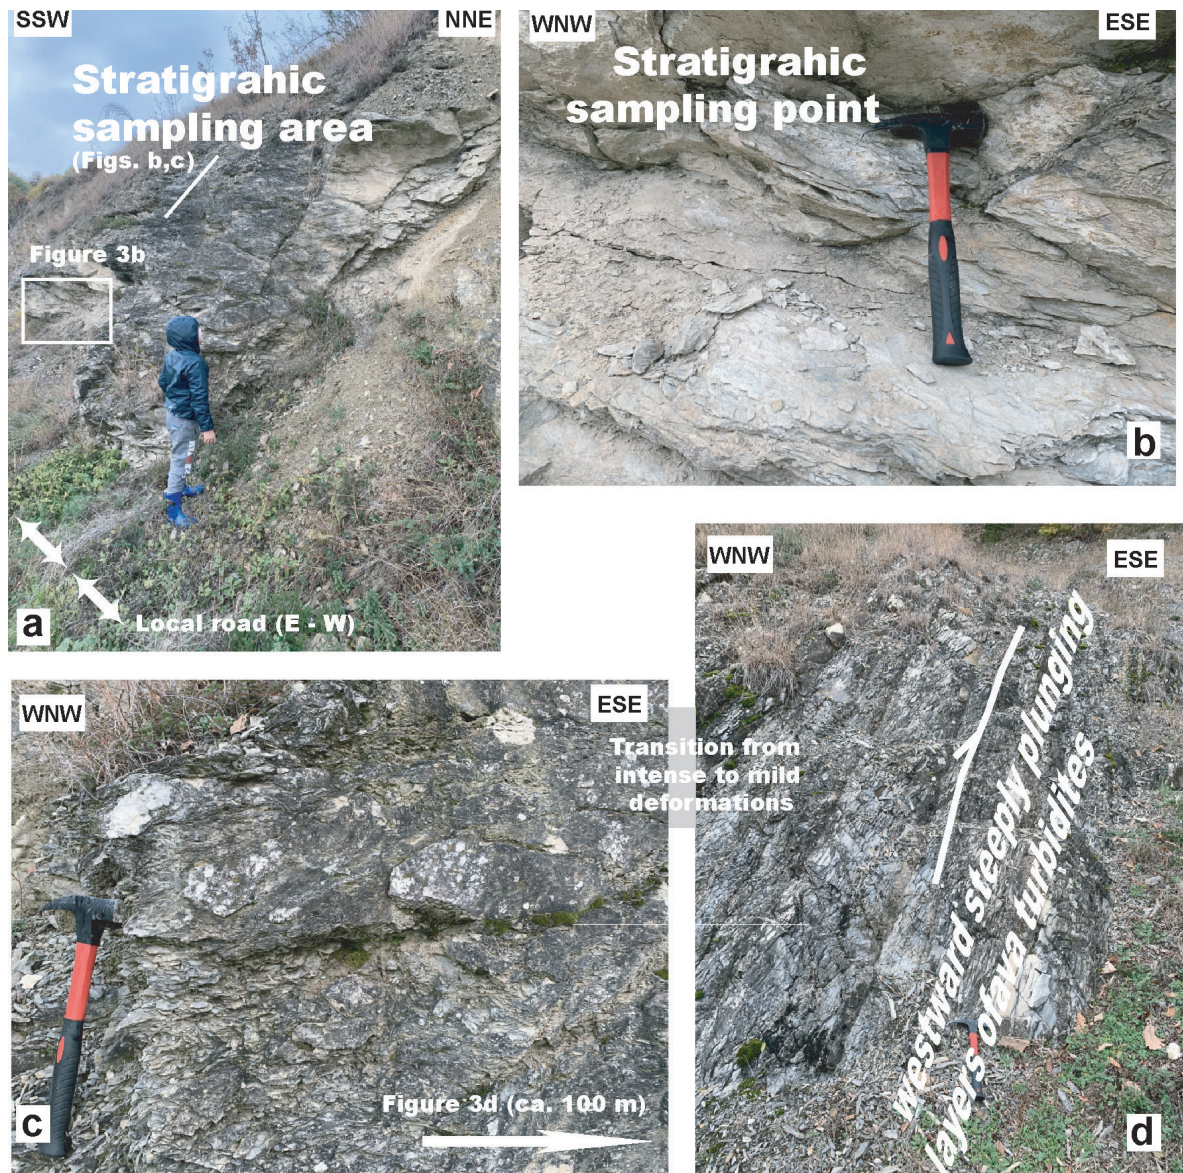 SSW
NNE
Stratigrahic
sampling area
(Figs. b,c)
Figure 3b
a
Local road (E - W)
WNW
ESE
Stratigrahic
sampling point
b
WNW
ESE
Transition from
intense to mild
deformations
c
Figure 3d (ca. 100 m)
WNW
ESE
Westward steeply plunging
layers ofava turbidites
d